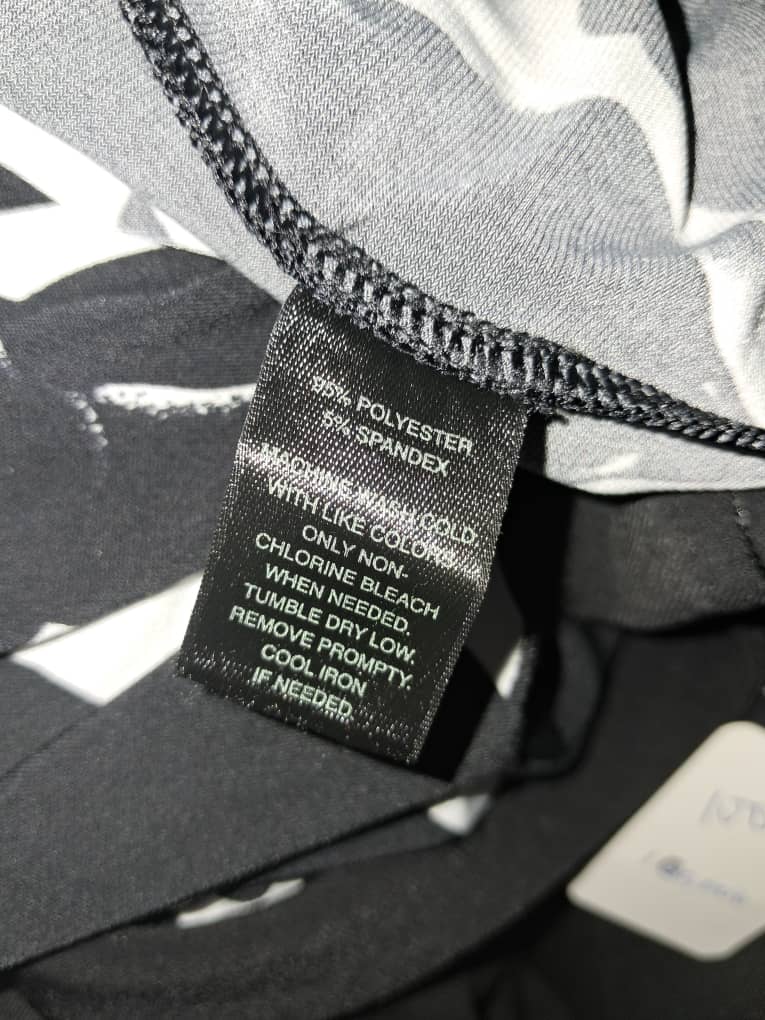 95% POLYESTER
5% SPANDEX
MACHINE WASH COLD
WITH LIKE COLORS.
ONLY NON-
CHLORINE BLEACH
WHEN NEEDED.
TUMBLE DRY LOW.
REMOVE PROMPTY.
COOL IRON
IF NEEDED